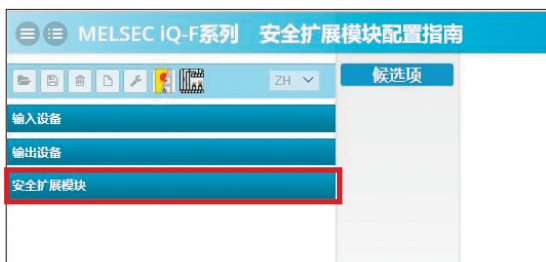 MELSEC iQ-F系列 安全扩展模块配置指南
ZH
候选项
输入设备
输出设备
安全扩展模块